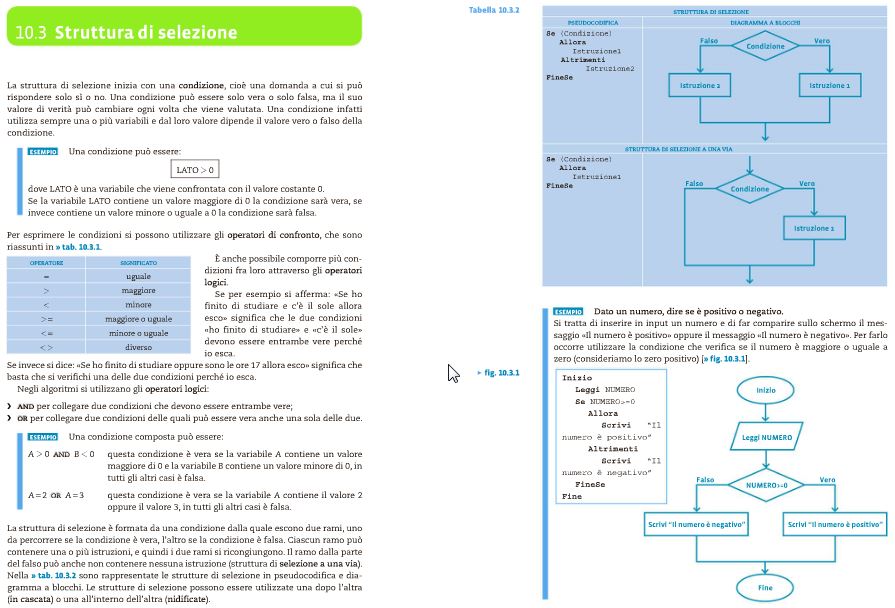 10.3 Struttura di selezione
La struttura di selezione inizia con una condizione, cioè una domanda a cui si può
rispondere solo sì o no. Una condizione può essere solo vera o solo falsa, ma il suo
valore di verità può cambiare ogni volta che viene valutata. Una condizione infatti
utilizza sempre una o più variabili e dal loro valore dipende il valore vero o falso della
condizione.
ESEMPIO Una condizione può essere:
LATO > 0
dove LATO è una variabile che viene confrontata con il valore costante 0.
Se la variabile LATO contiene un valore maggiore di 0 la condizione sarà vera, se
invece contiene un valore minore o uguale a 0 la condizione sarà falsa.
Per esprimere le condizioni si possono utilizzare gli operatori di confronto, che sono
riassunti in » tab. 10.3.1.
OPERATORE SIGNIFICATO
= uguale
> maggiore
< minore
>= maggiore o uguale
<= minore o uguale
<> diverso
È anche possibile comporre più con-
dizioni fra loro attraverso gli operatori
logici.
Se per esempio si afferma: «Se ho
finito di studiare e c'è il sole allora
esco» significa che le due condizioni
«ho finito di studiare» e «c'è il sole»
devono essere entrambe vere perché
io esca.
Se invece si dice: «Se ho finito di studiare oppure sono le ore 17 allora esco» significa che
basta che si verifichi una delle due condizioni perché io esca.
Negli algoritmi si utilizzano gli operatori logici:
❯ AND per collegare due condizioni che devono essere entrambe vere;
❯ OR per collegare due condizioni delle quali può essere vera anche una sola delle due.
ESEMPIO Una condizione composta può essere:
A > 0 AND B < 0 questa condizione è vera se la variabile A contiene un valore
maggiore di 0 e la variabile B contiene un valore minore di 0, in
tutti gli altri casi è falsa.
A = 2 OR A = 3 questa condizione è vera se la variabile A contiene il valore 2
oppure il valore 3, in tutti gli altri casi è falsa.
La struttura di selezione è formata da una condizione dalla quale escono due rami, uno
da percorrere se la condizione è vera, l'altro se la condizione è falsa. Ciascun ramo può
contenere una o più istruzioni, e quindi i due rami si ricongiungono. Il ramo dalla parte
del falso può anche non contenere nessuna istruzione (struttura di selezione a una via).
Nella » tab. 10.3.2 sono rappresentate le strutture di selezione in pseudocodifica e dia-
gramma a blocchi. Le strutture di selezione possono essere utilizzate una dopo l'altra
(in cascata) o una all'interno dell'altra (nidificate).
Tabella 10.3.2
STRUTTURA DI SELEZIONE
PSEUDOCODIFICA DIAGRAMMA A BLOCCHI
Se (Condizione)
Allora
Istruzione1
Altrimenti
Istruzione2
FineSe
Falso Condizione Vero
Istruzione 2 Istruzione 1
STRUTTURA DI SELEZIONE A UNA VIA
Se (Condizione)
Allora
Istruzione1
FineSe
Falso Condizione Vero
Istruzione 1
ESEMPIO Dato un numero, dire se è positivo o negativo.
Si tratta di inserire in input un numero e di far comparire sullo schermo il mes-
saggio «Il numero è positivo» oppure il messaggio «Il numero è negativo». Per farlo
occorre utilizzare la condizione che verifica se il numero è maggiore o uguale a
zero (consideriamo lo zero positivo) [» fig. 10.3.1].
▸ fig. 10.3.1
Inizio
Leggi NUMERO
Se NUMERO>=0
Allora
Scrivi "Il
numero è positivo"
Altrimenti
Scrivi "Il
numero è negativo"
FineSe
Fine
Inizio
Leggi NUMERO
Falso NUMERO>=0 Vero
Scrivi "Il numero è negativo" Scrivi "Il numero è positivo"
Fine